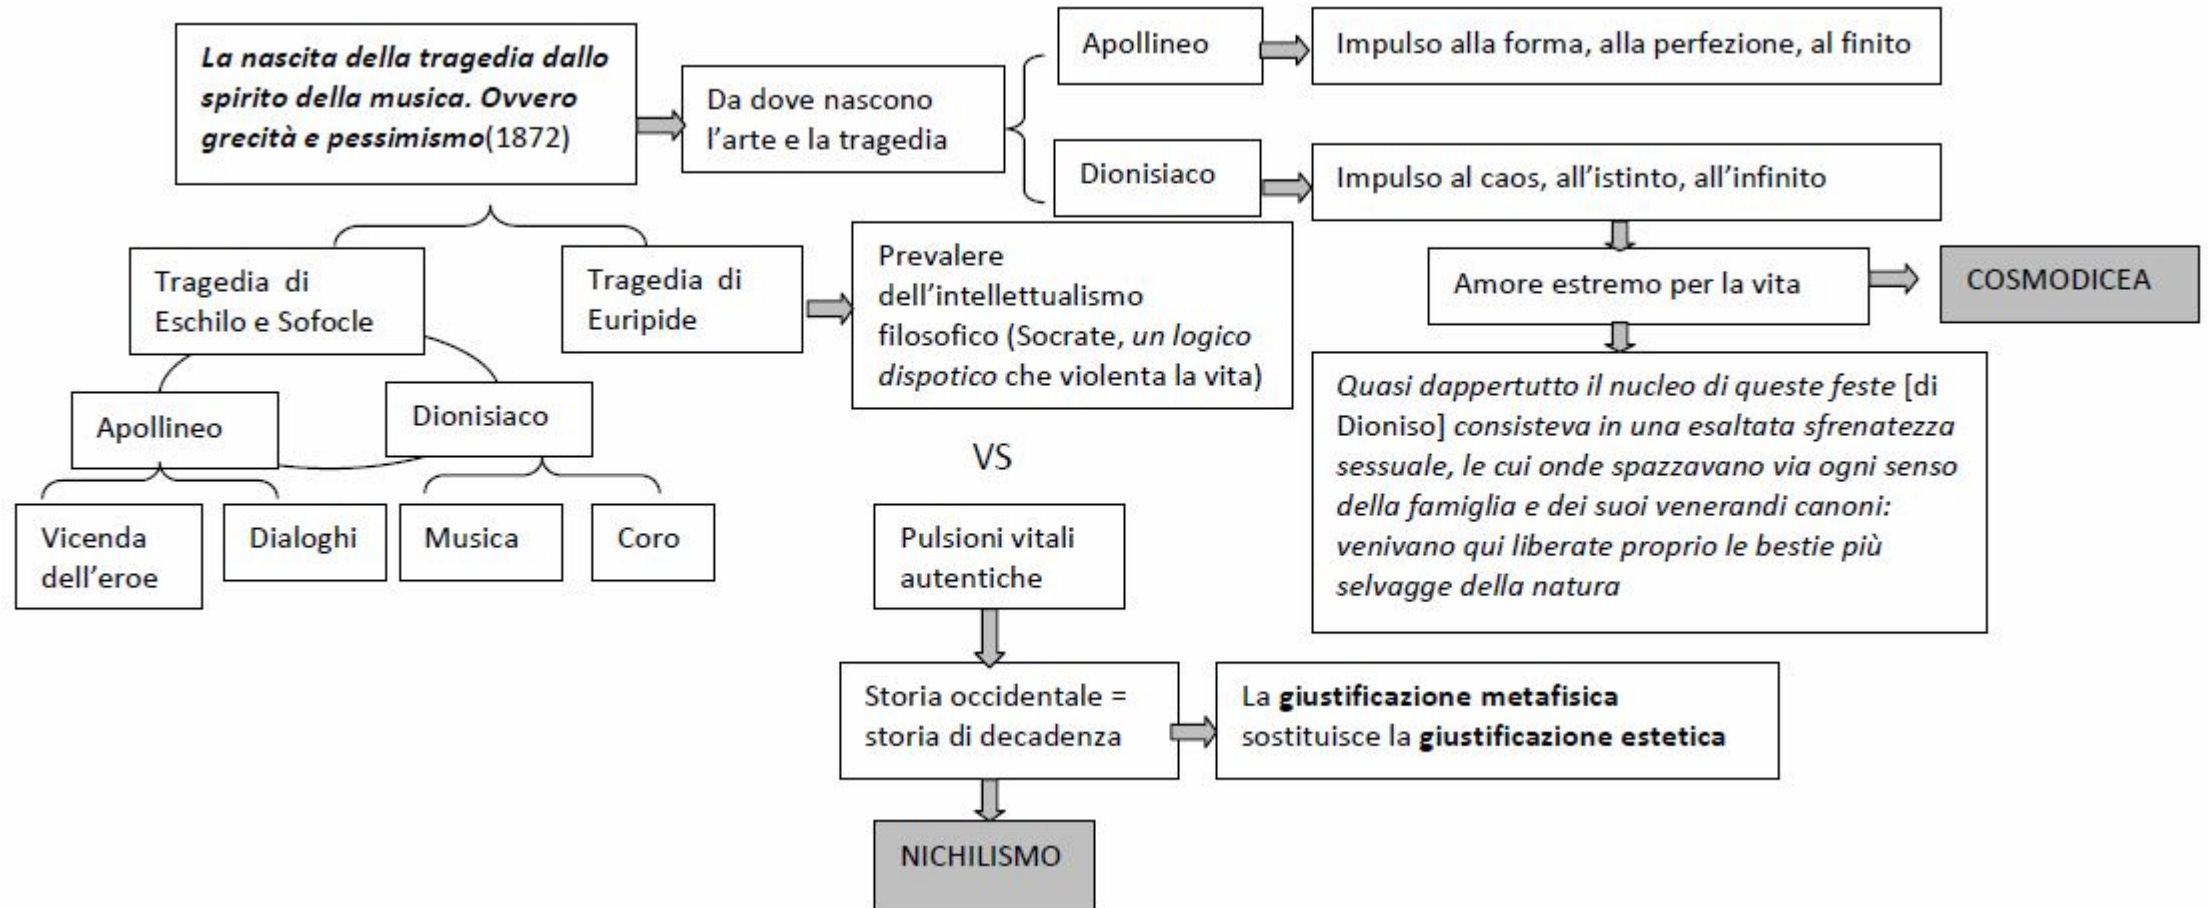 La nascita della tragedia dallo
spirito della musica. Ovvero
grecità e pessimismo(1872)
Da dove nascono
l'arte e la tragedia
Apollineo
Impulso alla forma, alla perfezione, al finito
Dionisiaco
Impulso al caos, all'istinto, all'infinito
Amore estremo per la vita
COSMODICEA
Quasi dappertutto il nucleo di queste feste [di
Dioniso] consisteva in una esaltata sfrenatezza
sessuale, le cui onde spazzavano via ogni senso
della famiglia e dei suoi venerandi canoni:
venivano qui liberate proprio le bestie più
selvagge della natura
Tragedia di
Eschilo e Sofocle
Tragedia di
Euripide
Prevalere
dell'intellettualismo
filosofico (Socrate, un logico
dispotico che violenta la vita)
Apollineo
Dionisiaco
Vicenda
dell'eroe
Dialoghi
Musica
Coro
VS
Pulsioni vitali
autentiche
Storia occidentale =
storia di decadenza
La giustificazione metafisica
sostituisce la giustificazione estetica
NICHILISMO